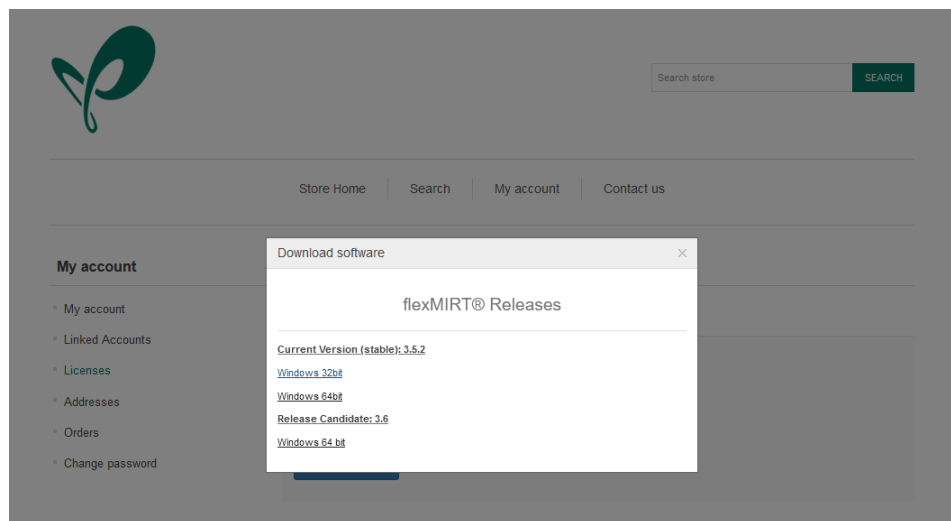 Search store
SEARCH
Store Home
Search
My account
Contact us
My account
My account
Linked Accounts
Licenses
Addresses
Orders
Change password
Download software
×
flexMIRT® Releases
Current Version (stable): 3.5.2
Windows 32bit
Windows 64bit
Release Candidate: 3.6
Windows 64 bit